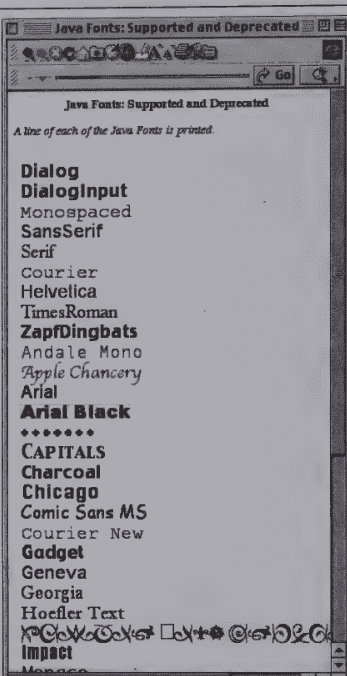 Java Fonts: Supported and Deprecated
Go
Java Fonts: Supported and Deprecated
A line of each of the Java Fonts is printed.
Dialog
DialogInput
Monospaced
SansSerif
Serif
Courier
Helvetica
TimesRoman
ZapfDingbats
Andale Mono
Apple Chancery
Arial
Arial Black
CAPITALS
Charcoal
Chicago
Comic Sans MS
Courier New
Gadget
Geneva
Georgia
Hoefler Text
Impact
Monaco